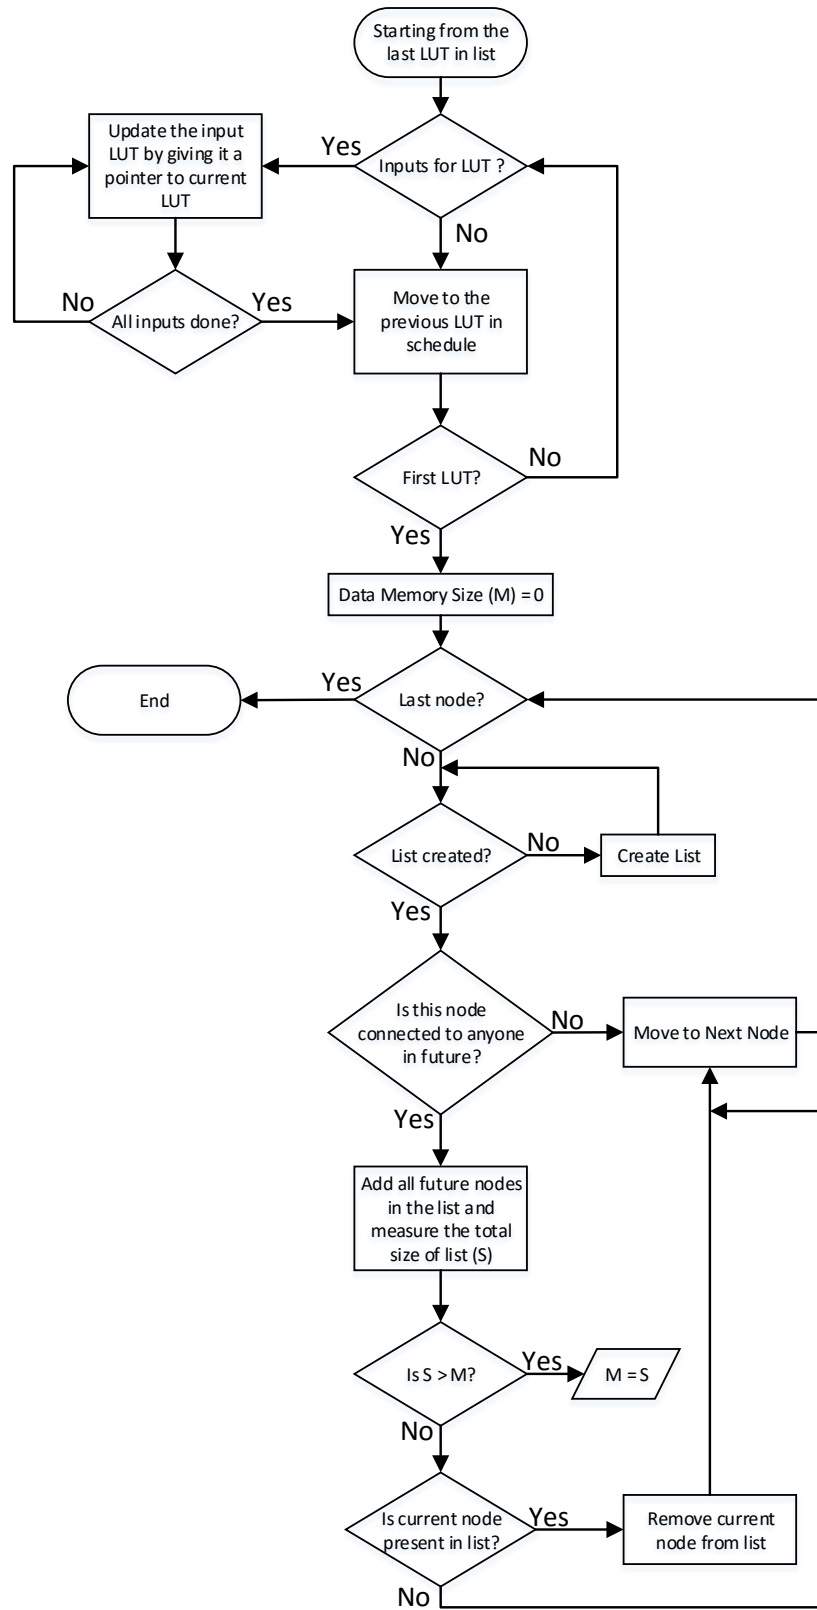 Starting from the
last LUT in list
Update the input
LUT by giving it a
pointer to current
LUT
Yes
Inputs for LUT ?
No
No
All inputs done?
Yes
Move to the
previous LUT in
schedule
First LUT?
No
Yes
Data Memory Size (M) = 0
End
Yes
Last node?
No
List created?
No
Create List
Yes
Is this node
connected to anyone
in future?
No
Move to Next Node
Yes
Add all future nodes
in the list and
measure the total
size of list (S)
Is S > M?
Yes
M = S
No
Is current node
present in list?
Yes
Remove current
node from list
No